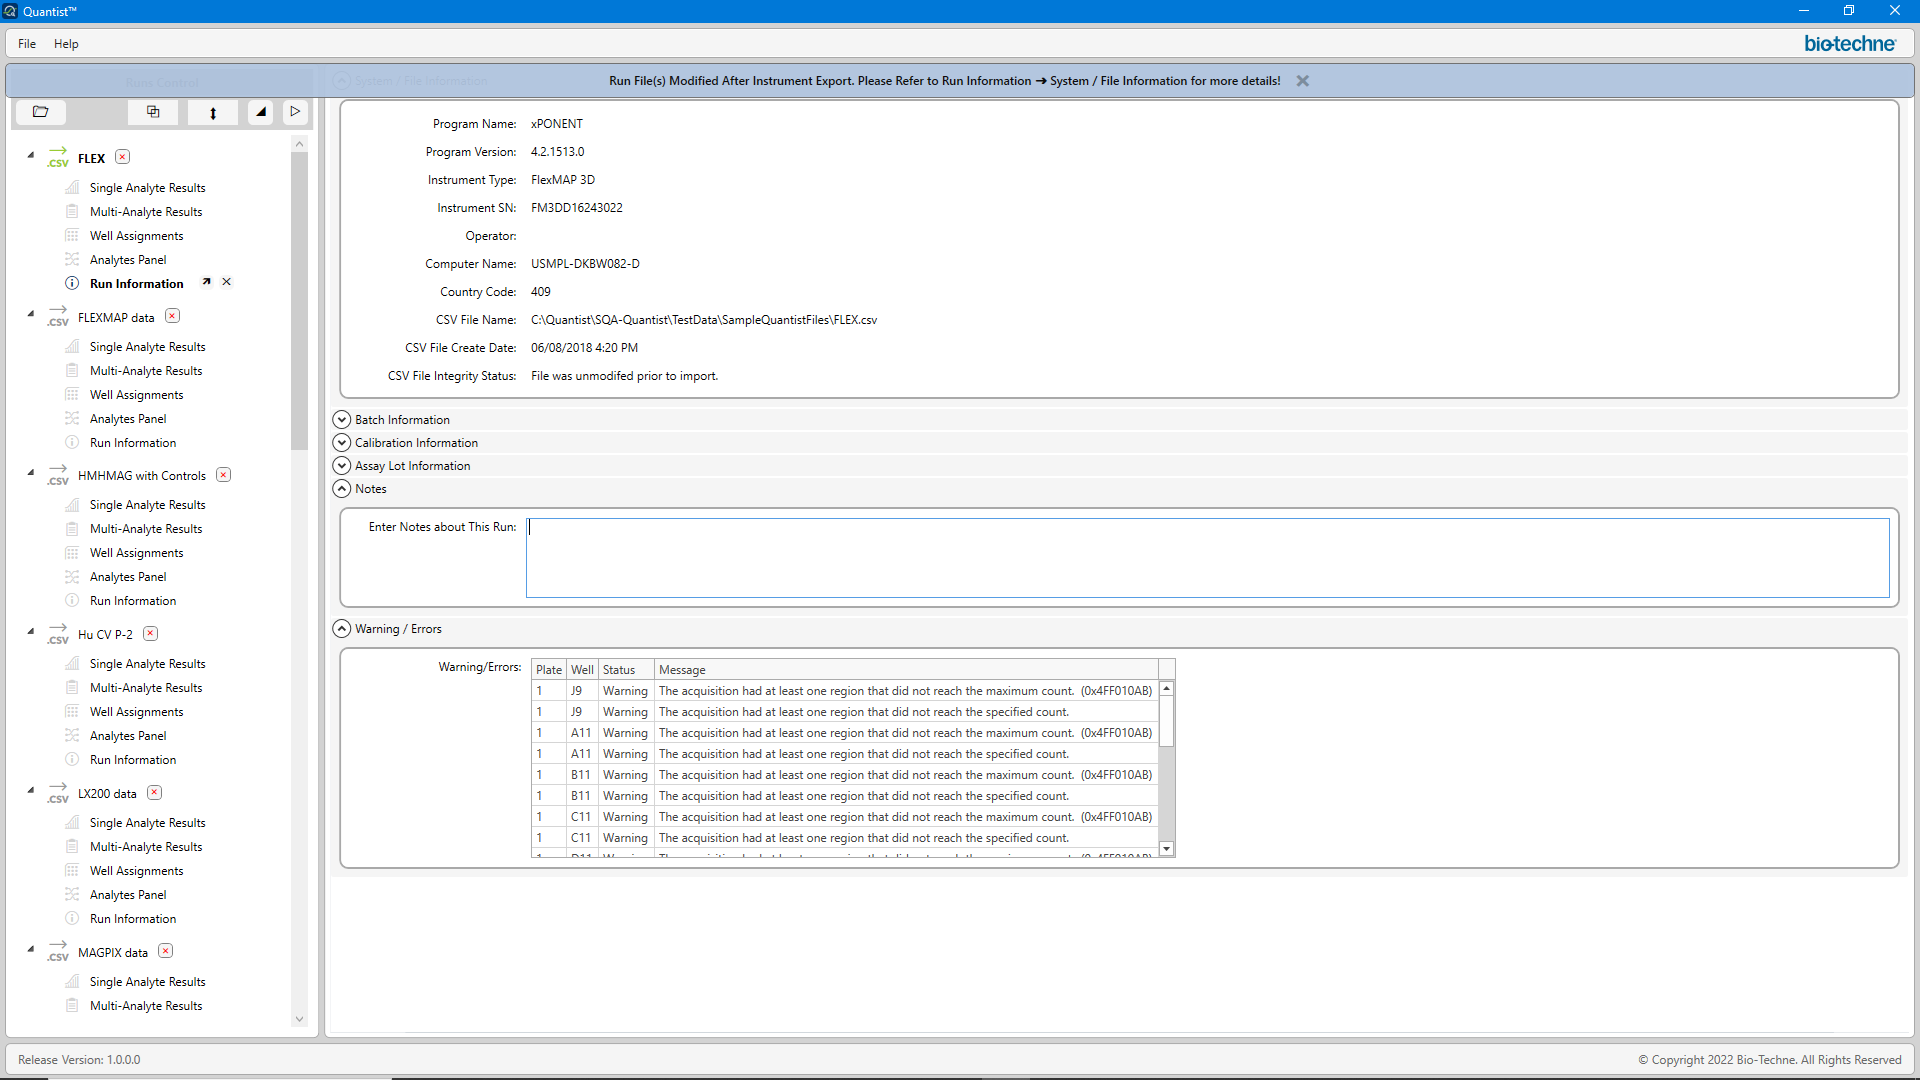 Quantist™
File Help
bio-techne
Run File(s) Modified After Instrument Export. Please Refer to Run Information ➔ System / File Information for more details!
Runs Control
System / File Information
.CSV FLEX
Single Analyte Results
Multi-Analyte Results
Well Assignments
Analytes Panel
Run Information
.CSV FLEXMAP data
Single Analyte Results
Multi-Analyte Results
Well Assignments
Analytes Panel
Run Information
.CSV HMHMAG with Controls
Single Analyte Results
Multi-Analyte Results
Well Assignments
Analytes Panel
Run Information
.CSV Hu CV P-2
Single Analyte Results
Multi-Analyte Results
Well Assignments
Analytes Panel
Run Information
.CSV LX200 data
Single Analyte Results
Multi-Analyte Results
Well Assignments
Analytes Panel
Run Information
.CSV MAGPIX data
Single Analyte Results
Multi-Analyte Results
Program Name: xPONENT
Program Version: 4.2.1513.0
Instrument Type: FlexMAP 3D
Instrument SN: FM3DD16243022
Operator:
Computer Name: USMPL-DKBW082-D
Country Code: 409
CSV File Name: C:\Quantist\SQA-Quantist\TestData\SampleQuantistFiles\FLEX.csv
CSV File Create Date: 06/08/2018 4:20 PM
CSV File Integrity Status: File was unmodifed prior to import.
Batch Information
Calibration Information
Assay Lot Information
Notes
Enter Notes about This Run:
Warning / Errors
Warning/Errors:
Plate Well Status Message
1 J9 Warning The acquisition had at least one region that did not reach the maximum count. (0x4FF010AB)
1 J9 Warning The acquisition had at least one region that did not reach the specified count.
1 A11 Warning The acquisition had at least one region that did not reach the maximum count. (0x4FF010AB)
1 A11 Warning The acquisition had at least one region that did not reach the specified count.
1 B11 Warning The acquisition had at least one region that did not reach the maximum count. (0x4FF010AB)
1 B11 Warning The acquisition had at least one region that did not reach the specified count.
1 C11 Warning The acquisition had at least one region that did not reach the maximum count. (0x4FF010AB)
1 C11 Warning The acquisition had at least one region that did not reach the specified count.
Release Version: 1.0.0.0
© Copyright 2022 Bio-Techne. All Rights Reserved